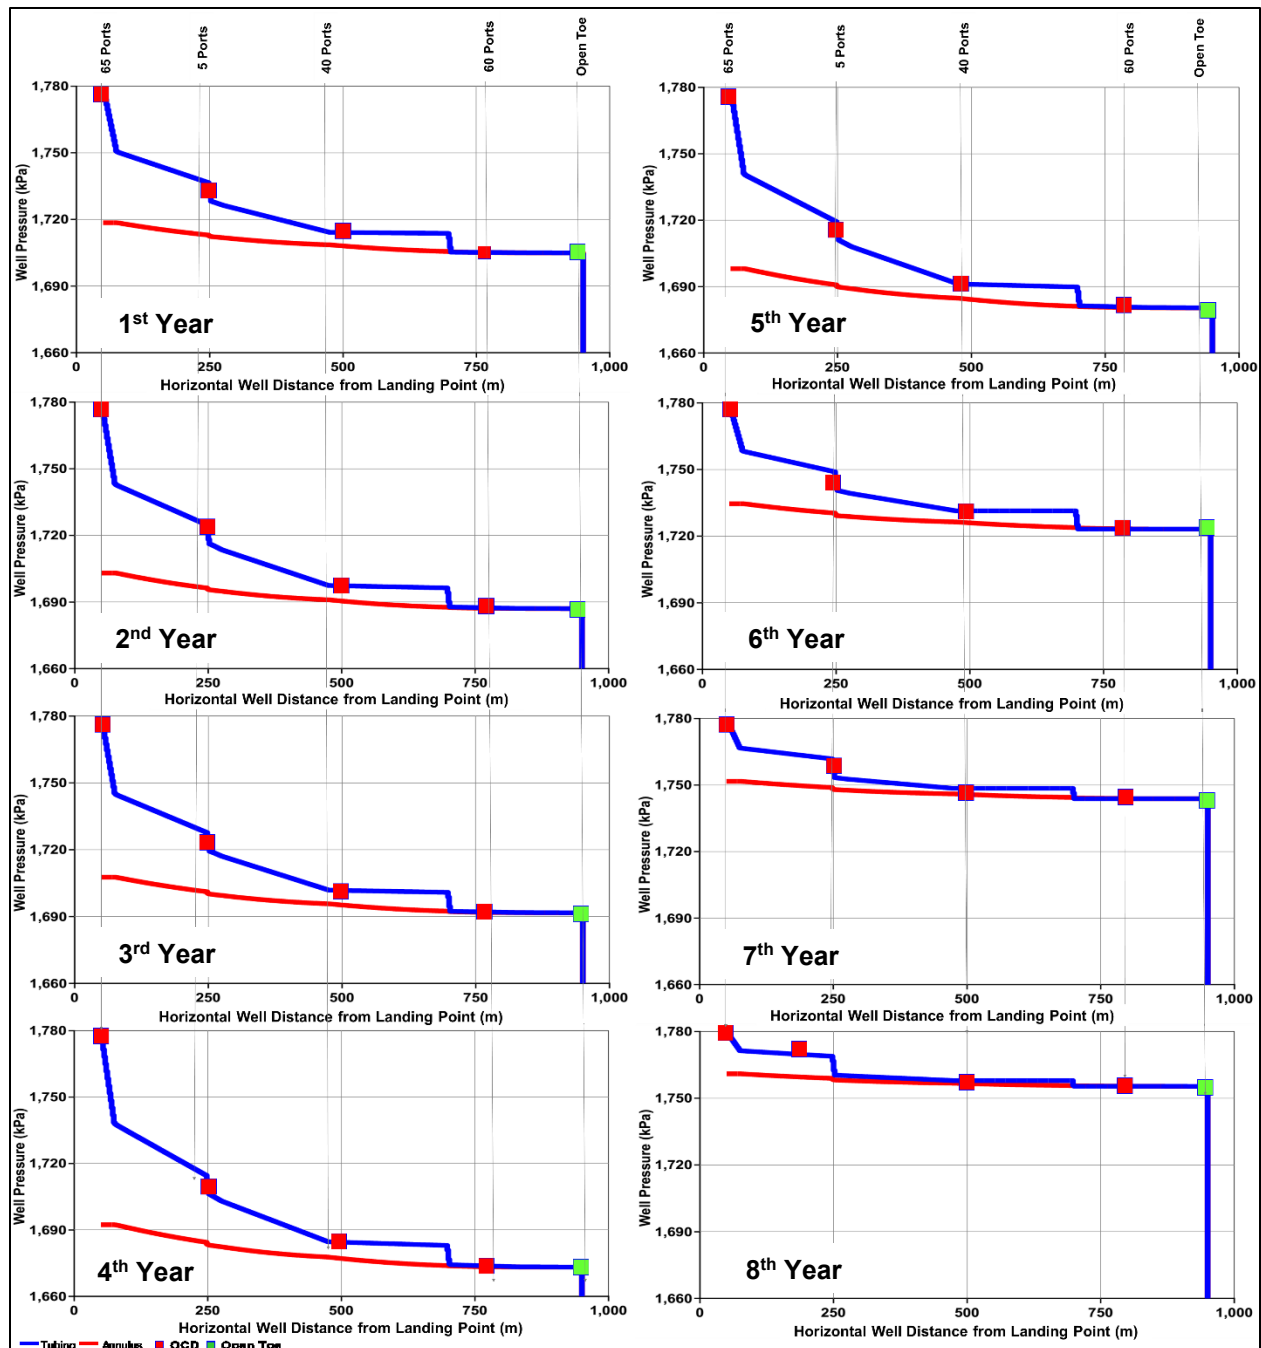 65 Ports
5 Ports
40 Ports
60 Ports
Open Toe
65 Ports
5 Ports
40 Ports
60 Ports
Open Toe
Well Pressure (kPa)
1,780
1,750
1,720
1,690
1,660
1st Year
0
250
500
750
1,000
Horizontal Well Distance from Landing Point (m)
Well Pressure (kPa)
1,780
1,750
1,720
1,690
1,660
5th Year
0
250
500
750
1,000
Horizontal Well Distance from Landing Point (m)
Well Pressure (kPa)
1,780
1,750
1,720
1,690
1,660
2nd Year
0
250
500
750
1,000
Horizontal Well Distance from Landing Point (m)
Well Pressure (kPa)
1,780
1,750
1,720
1,690
1,660
6th Year
0
250
500
750
1,000
Horizontal Well Distance from Landing Point (m)
Well Pressure (kPa)
1,780
1,750
1,720
1,690
1,660
3rd Year
0
250
500
750
1,000
Horizontal Well Distance from Landing Point (m)
Well Pressure (kPa)
1,780
1,750
1,720
1,690
1,660
7th Year
0
250
500
750
1,000
Horizontal Well Distance from Landing Point (m)
Well Pressure (kPa)
1,780
1,750
1,720
1,690
1,660
4th Year
0
250
500
750
1,000
Horizontal Well Distance from Landing Point (m)
Well Pressure (kPa)
1,780
1,750
1,720
1,690
1,660
8th Year
0
250
500
750
1,000
Horizontal Well Distance from Landing Point (m)
Tubing Annulus OCD Open Toe